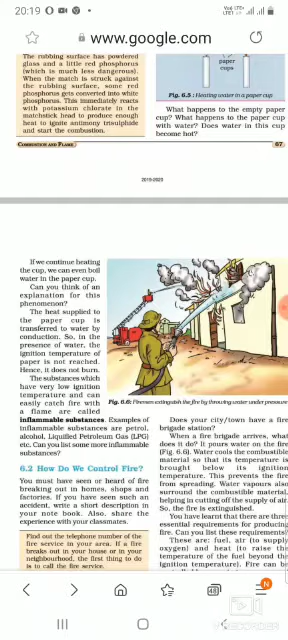 20:19
Vo) LTE+
LTE1
www.google.com
The rubbing surface has powdered
glass and a little red phosphorus
(which is much less dangerous).
When the match is struck against
the rubbing surface, some red
phosphorus gets converted into white
phosphorus. This immediately reacts
with potassium chlorate in the
matchstick head to produce enough
heat to ignite antimony trisulphide
and start the combustion.
paper
cups
Fig. 6.5 : Heating water in a paper cup
What happens to the empty paper
cup? What happens to the paper cup
with water? Does water in this cup
become hot?
COMBUSTION AND FLAME
67
2019-2020
If we continue heating
the cup, we can even boil
water in the paper cup.
Can you think of an
explanation for this
phenomenon?
The heat supplied to
the paper cup is
transferred to water by
conduction. So, in the
presence of water, the
ignition temperature of
paper is not reached.
Hence, it does not burn.
The substances which
have very low ignition
temperature and can
easily catch fire with
a flame are called
inflammable substances. Examples of
inflammable substances are petrol,
alcohol, Liquified Petroleum Gas (LPG)
etc. Can you list some more inflammable
substances?
6.2 How Do We Control Fire?
You must have seen or heard of fire
breaking out in homes, shops and
factories. If you have seen such an
accident, write a short description in
your note book. Also, share the
experience with your classmates.
Find out the telephone number of the
fire service in your area. If a fire
breaks out in your house or in your
neighbourhood, the first thing to do
is to call the fire service.
Fig. 6.6: Firemen extinguish the fire by throwing water under pressure
Does your city/town have a fire
brigade station?
When a fire brigade arrives, what
does it do? It pours water on the fire
(Fig. 6.6). Water cools the combustible
material so that its temperature is
brought below its ignition
temperature. This prevents the fire
from spreading. Water vapours also
surround the combustible material,
helping in cutting off the supply of air.
So, the fire is extinguished.
You have learnt that there are three
essential requirements for producing
fire. Can you list these requirements?
These are: fuel, air (to supply
oxygen) and heat (to raise the
temperature of the fuel beyond the
ignition temperature). Fire can be
48
N